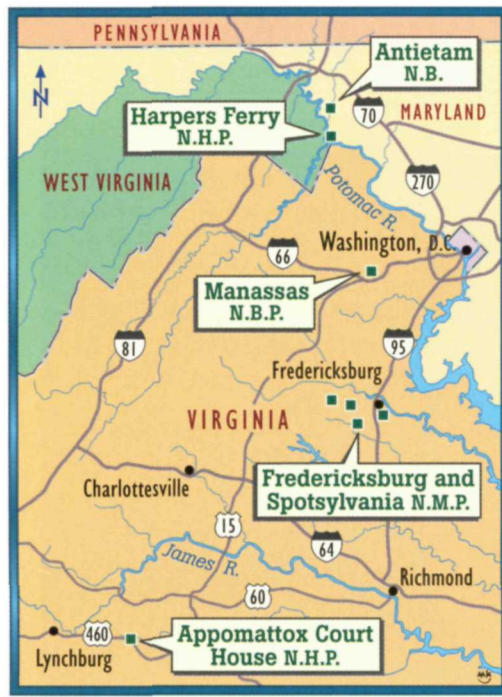 PENNSYLVANIA
Antietam
N.B.
N
70
MARYLAND
Harpers Ferry
N.H.P.
WEST VIRGINIA
Potomac R.
270
Washington, D.C.
66
Manassas
N.B.P.
81
95
Fredericksburg
VIRGINIA
Charlottesville
Fredericksburg and
Spotsylvania N.M.P.
15
64
James R.
Richmond
60
460
Lynchburg
Appomattox Court
House N.H.P.